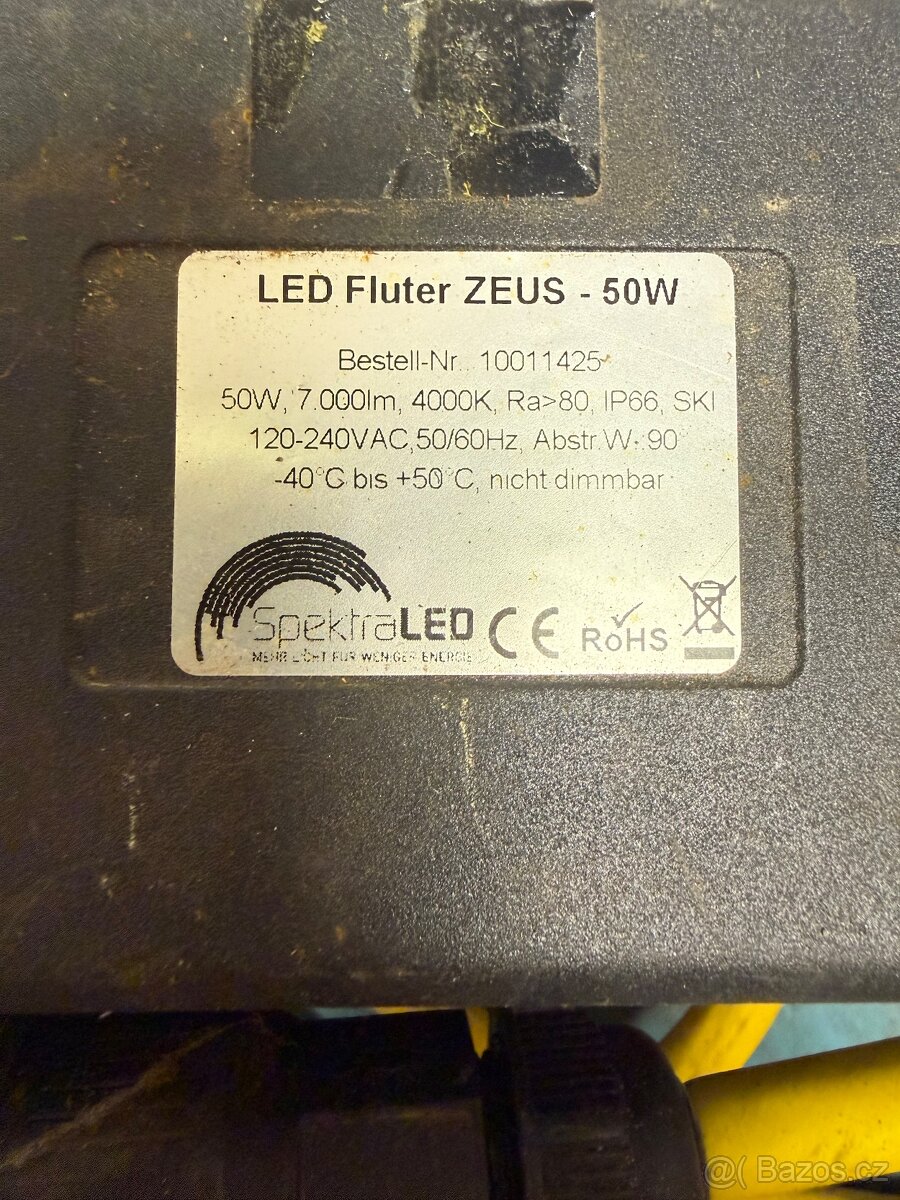 LED Fluter ZEUS - 50W
Bestell-Nr.: 10011425
50W, 7.000lm, 4000K, Ra>80, IP66, SKI
120-240VAC,50/60Hz, Abstr.W.:90°
-40°C bis +50°C, nicht dimmbar
SpektraLED
MEHR LICHT FÜR WENIGER ENERGIE
CE
RoHS
@( Bazos.cz